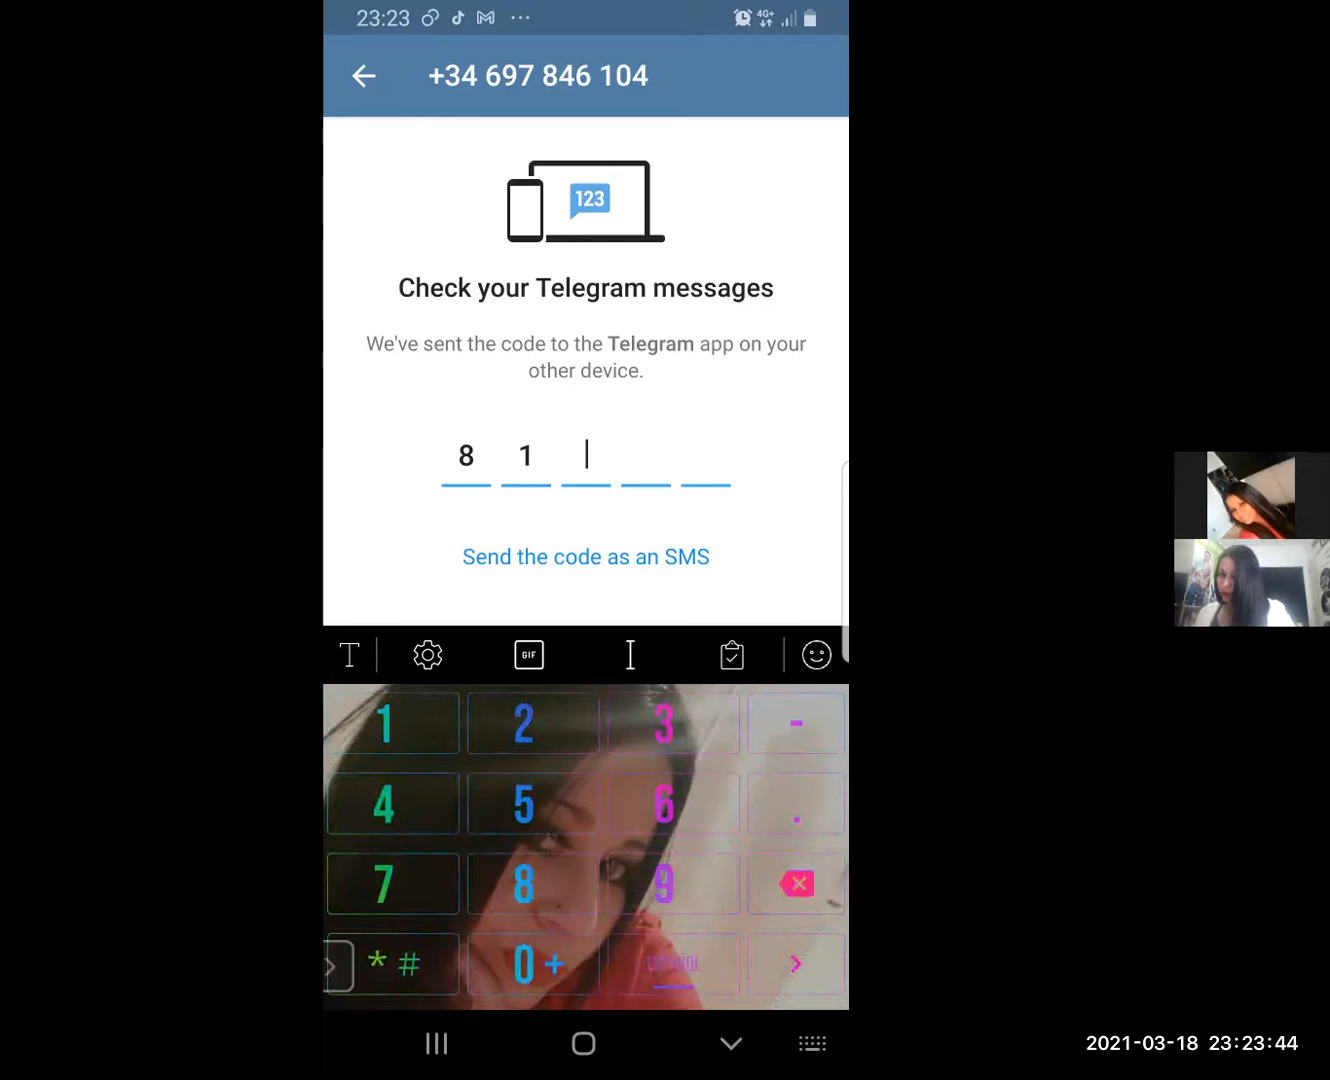 23:23
4G+
+34 697 846 104
123
Check your Telegram messages
We've sent the code to the Telegram app on your
other device.
8 1
Send the code as an SMS
T
GIF
1 2 3 -
4 5 6 .
7 8 9
* # 0 +
ESPAÑOL
2021-03-18 23:23:44